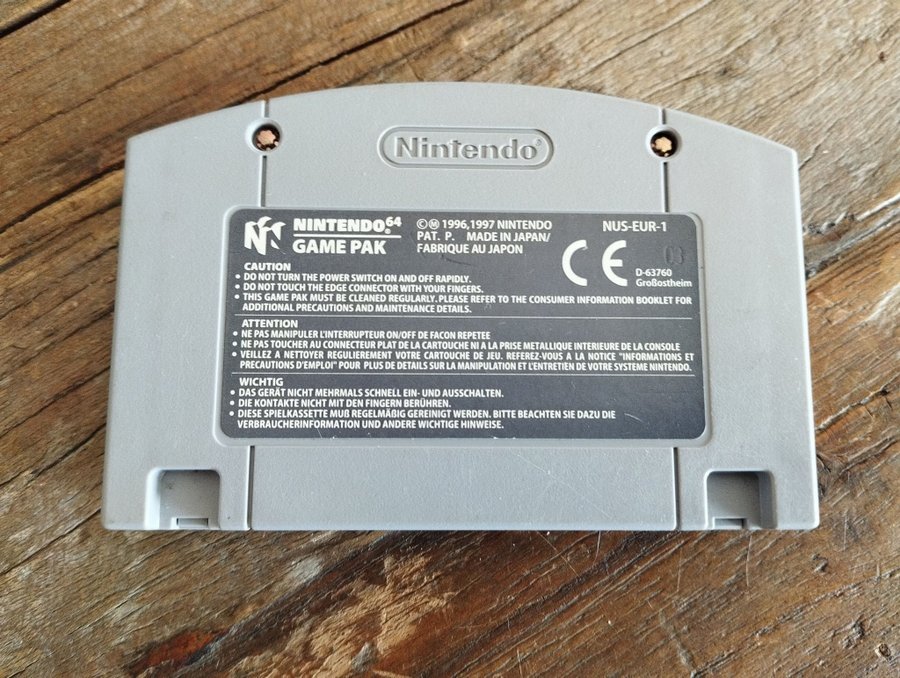 Nintendo®
NINTENDO 64®
GAME PAK
©Ⓜ 1996,1997 NINTENDO
PAT. P. MADE IN JAPAN/
FABRIQUE AU JAPON
NUS-EUR-1
CE
03
D-63760
Großostheim
CAUTION
• DO NOT TURN THE POWER SWITCH ON AND OFF RAPIDLY.
• DO NOT TOUCH THE EDGE CONNECTOR WITH YOUR FINGERS.
• THIS GAME PAK MUST BE CLEANED REGULARLY. PLEASE REFER TO THE CONSUMER INFORMATION BOOKLET FOR
ADDITIONAL PRECAUTIONS AND MAINTENANCE DETAILS.
ATTENTION
• NE PAS MANIPULER L'INTERRUPTEUR ON/OFF DE FACON REPETEE
• NE PAS TOUCHER AU CONNECTEUR PLAT DE LA CARTOUCHE NI A LA PRISE METALLIQUE INTERIEURE DE LA CONSOLE
• VEILLEZ A NETTOYER REGULIEREMENT VOTRE CARTOUCHE DE JEU. REFEREZ-VOUS A LA NOTICE "INFORMATIONS ET
PRECAUTIONS D'EMPLOI" POUR PLUS DE DETAILS SUR LA MANIPULATION ET L'ENTRETIEN DE VOTRE SYSTEME NINTENDO.
WICHTIG
• DAS GERÄT NICHT MEHRMALS SCHNELL EIN- UND AUSSCHALTEN.
• DIE KONTAKTE NICHT MIT DEN FINGERN BERÜHREN.
• DIESE SPIELKASSETTE MUß REGELMÄßIG GEREINIGT WERDEN. BITTE BEACHTEN SIE DAZU DIE
VERBRAUCHERINFORMATION UND ANDERE WICHTIGE HINWEISE.